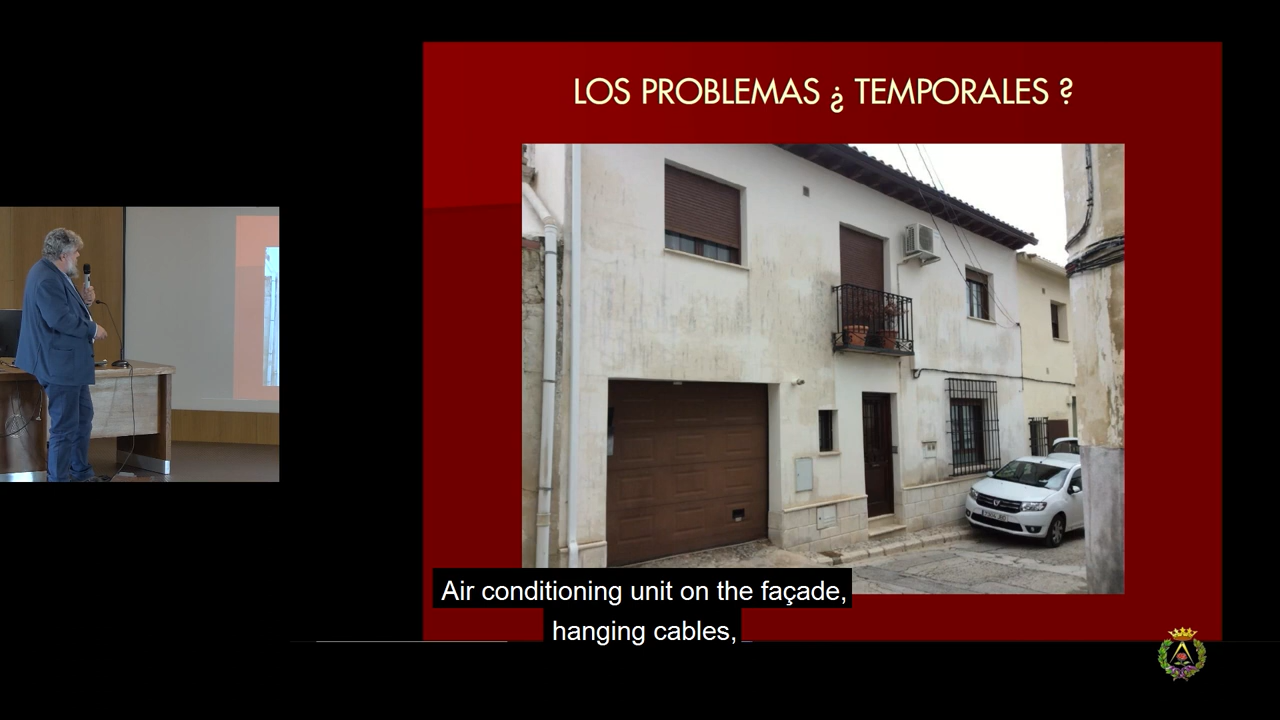 LOS PROBLEMAS ¿ TEMPORALES ?
Air conditioning unit on the façade,
hanging cables,